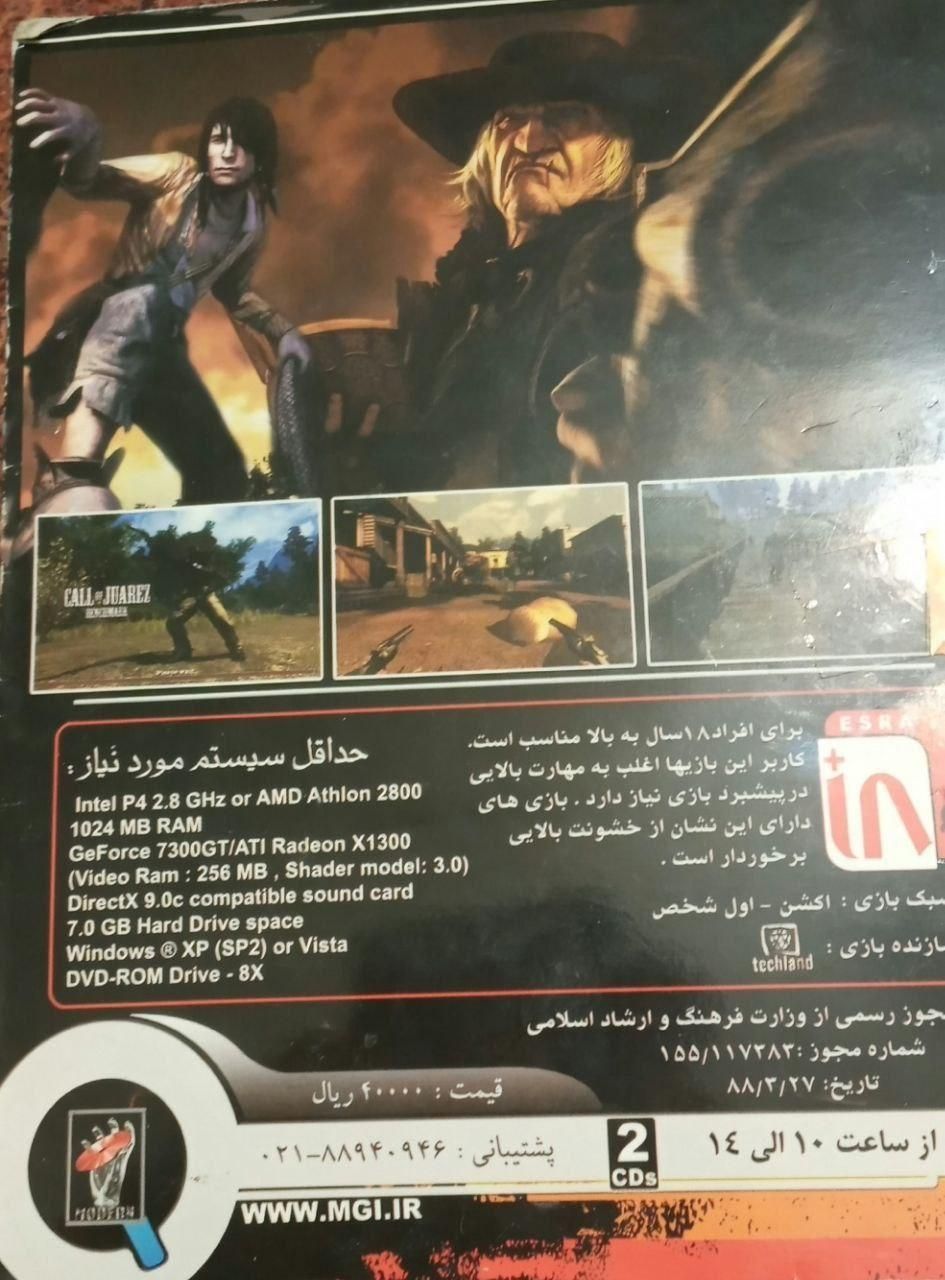 CALL OF JUAREZ
BENCHMARK
ESRA
+۱۸
برای افراد ۱۸سال به بالا مناسب است.
کاربر این بازیها اغلب به مهارت بالایی
درپیشبرد بازی نیاز دارد . بازی های
دارای این نشان از خشونت بالایی
برخوردار است .
سبک بازی : اکشن - اول شخص
سازنده بازی :
techland
حداقل سیستم مورد نیاز :
Intel P4 2.8 GHz or AMD Athlon 2800
1024 MB RAM
GeForce 7300GT/ATI Radeon X1300
(Video Ram : 256 MB , Shader model: 3.0)
DirectX 9.0c compatible sound card
7.0 GB Hard Drive space
Windows ® XP (SP2) or Vista
DVD-ROM Drive - 8X
مجوز رسمی از وزارت فرهنگ و ارشاد اسلامی
شماره مجوز :۱۵۵/۱۱۷۳۸۳
تاریخ: ۸۸/۳/۲۷
قیمت : ۴۰۰۰۰ ریال
از ساعت ۱۰ الی ۱۴
2
CDs
پشتیبانی : ۰۲۱-۸۸۹۴۰۹۴۶
MODERN
WWW.MGI.IR